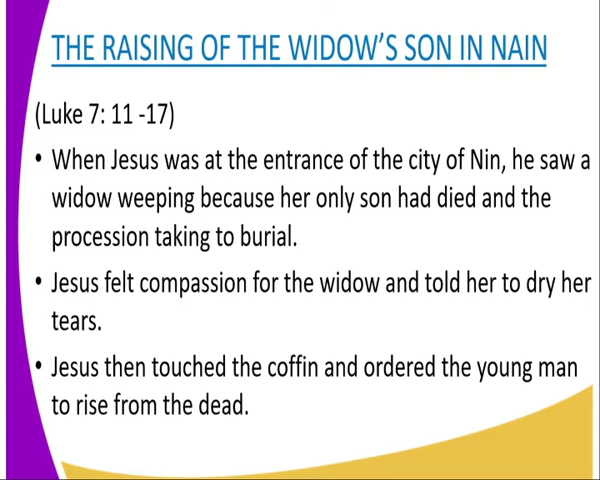 THE RAISING OF THE WIDOW'S SON IN NAIN
(Luke 7: 11 -17)
• When Jesus was at the entrance of the city of Nin, he saw a
widow weeping because her only son had died and the
procession taking to burial.
• Jesus felt compassion for the widow and told her to dry her
tears.
• Jesus then touched the coffin and ordered the young man
to rise from the dead.